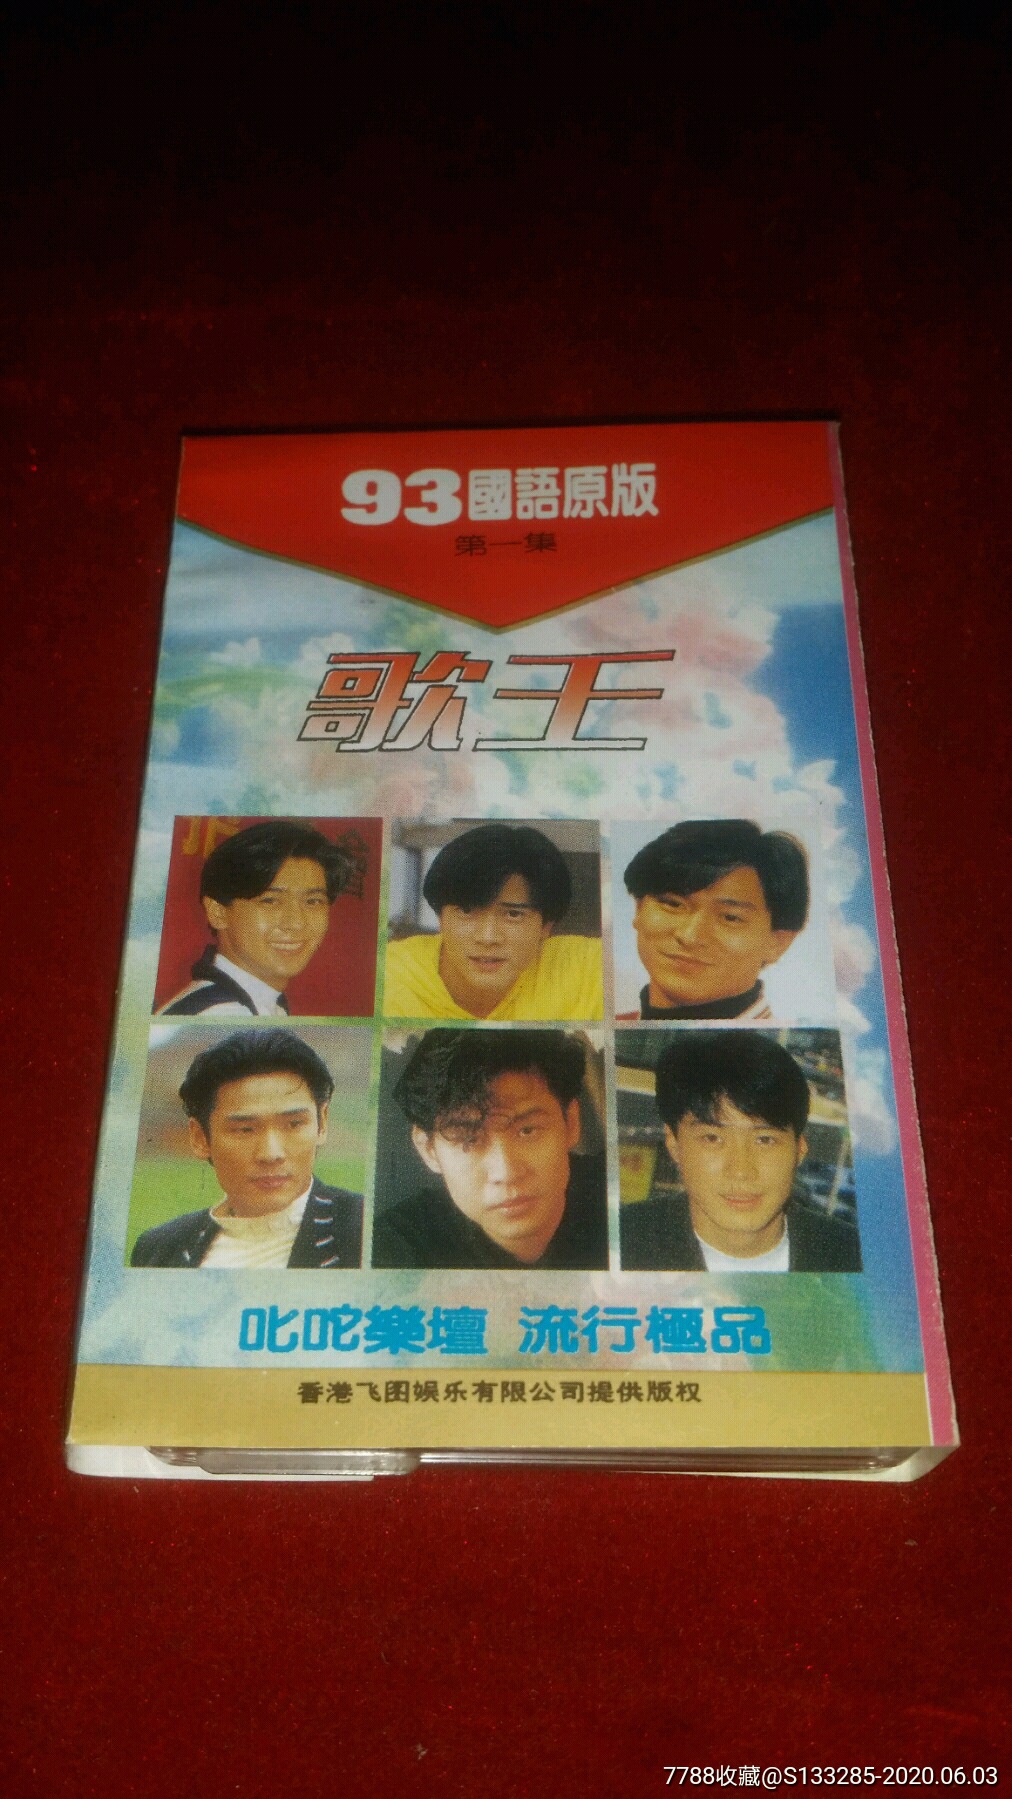 93國語原版
第一集
歌王
叱咤樂壇 流行極品
香港飞图娱乐有限公司提供版权
7788收藏@S133285-2020.06.03